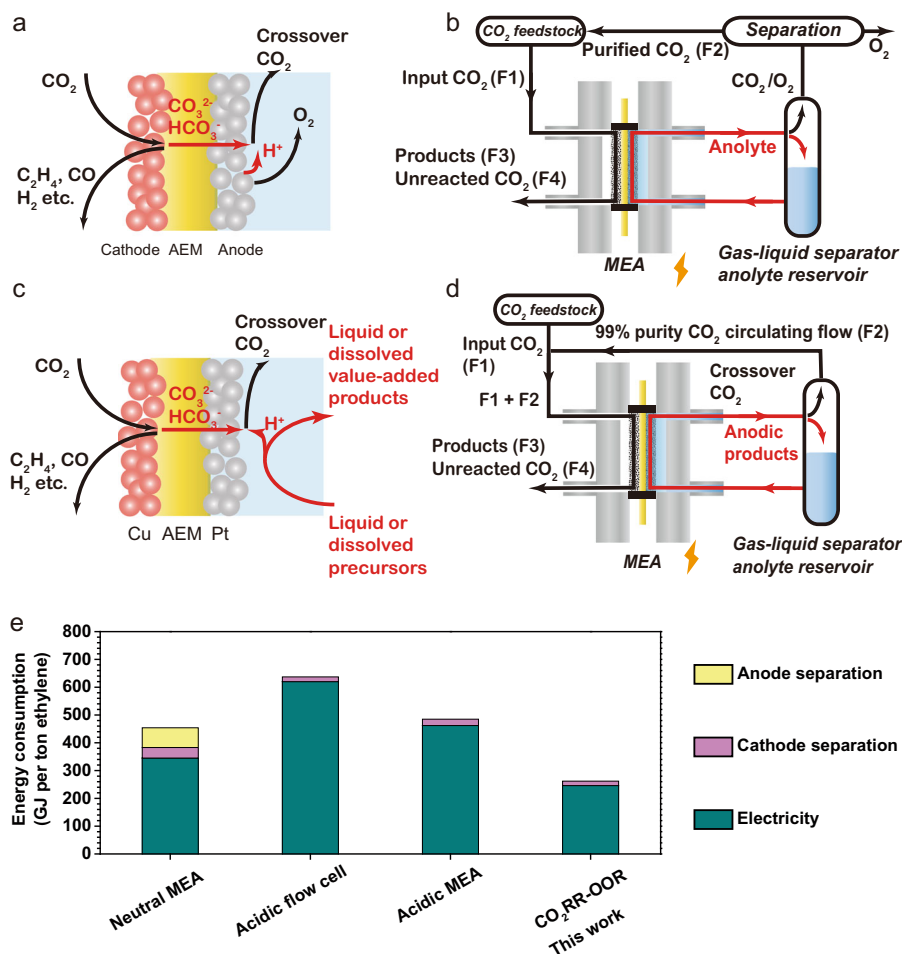 a
Crossover
CO₂
CO₂
CO₃²⁻
HCO₃⁻
O₂
H⁺
C₂H₄, CO
H₂ etc.
Cathode AEM Anode
b
CO₂ feedstock
Separation
O₂
Purified CO₂ (F2)
Input CO₂ (F1)
CO₂/O₂
Anolyte
Products (F3)
Unreacted CO₂ (F4)
MEA
Gas-liquid separator
anolyte reservoir
c
Crossover
CO₂
Liquid or
dissolved
value-added
products
CO₂
CO₃²⁻
HCO₃⁻
H⁺
C₂H₄, CO
H₂ etc.
Cu AEM Pt
Liquid or
dissolved
precursors
d
CO₂ feedstock
99% purity CO₂ circulating flow (F2)
Input CO₂
(F1)
F1 + F2
Crossover
CO₂
Anodic
products
Products (F3)
Unreacted CO₂ (F4)
MEA
Gas-liquid separator
anolyte reservoir
e
Energy consumption
(GJ per ton ethylene)
800
700
600
500
400
300
200
100
0
Neutral MEA
Acidic flow cell
Acidic MEA
CO₂RR-OOR
This work
Anode separation
Cathode separation
Electricity